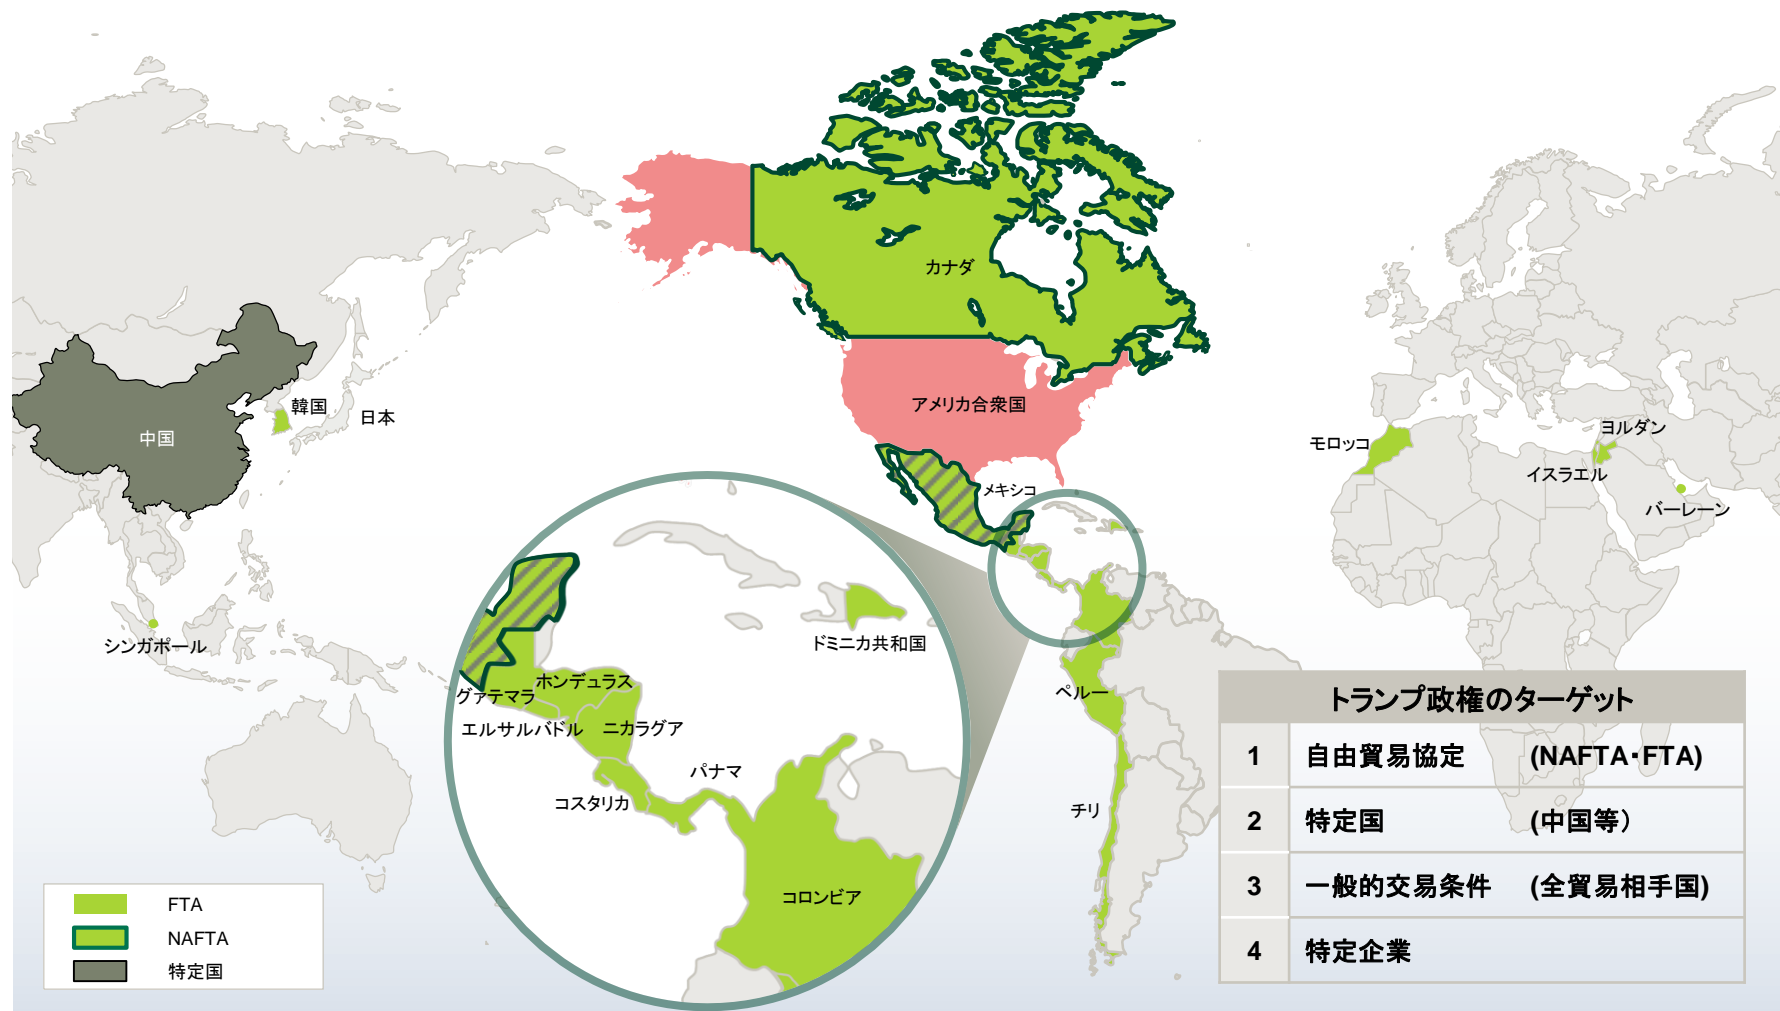 カナダ
アメリカ合衆国
メキシコ
中国
韓国
日本
シンガポール
モロッコ
ヨルダン
イスラエル
バーレーン
ドミニカ共和国
グァテマラ
ホンデュラス
エルサルバドル
ニカラグア
パナマ
コスタリカ
コロンビア
ペルー
チリ
トランプ政権のターゲット
1 自由貿易協定 (NAFTA・FTA)
2 特定国 (中国等）
3 一般的交易条件 (全貿易相手国)
4 特定企業
FTA
NAFTA
特定国